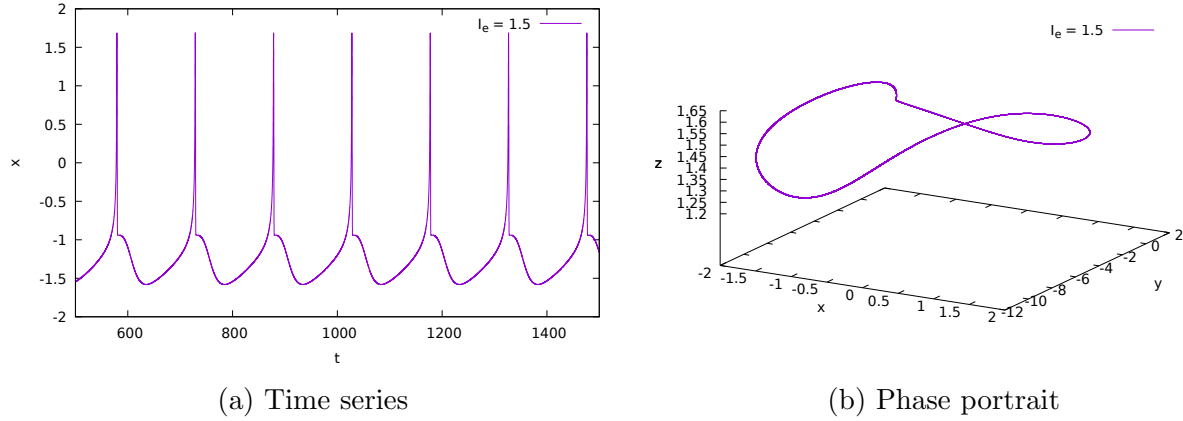 I_e = 1.5
2
1.5
1
0.5
0
-0.5
-1
-1.5
-2
x
600 800 1000 1200 1400
t
(a) Time series
I_e = 1.5
1.65
1.6
1.55
1.5
1.45
1.4
1.35
1.3
1.25
1.2
z
-2 -1.5 -1 -0.5 0 0.5 1 1.5 2
x
-12 -10 -8 -6 -4 -2 0 2
y
(b) Phase portrait